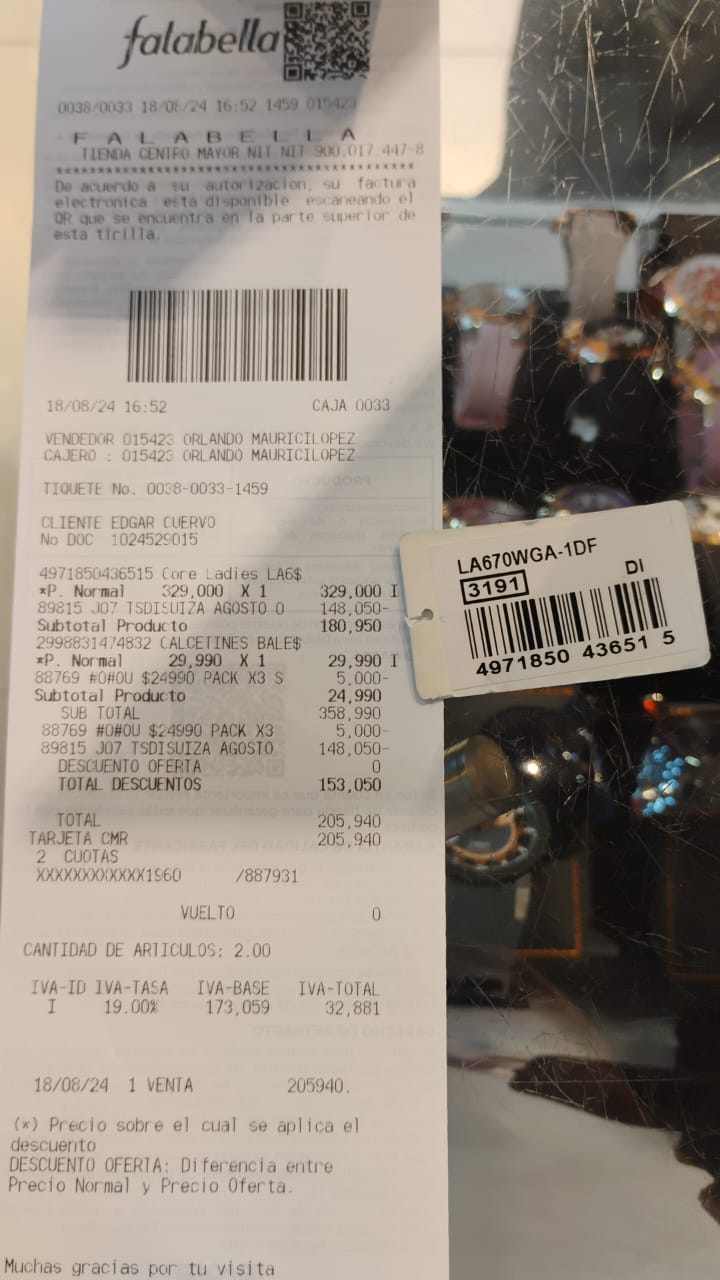 falabella
0038/0033 18/08/24 16:52 1459 015423
F A L A B E L L A
TIENDA CENTRO MAYOR NIT NIT 900.017.447-8
De acuerdo a su autorizacion, su factura
electronica esta disponible escaneando el
QR que se encuentra en la parte superior de
esta tirilla.
18/08/24 16:52 CAJA 0033
VENDEDOR 015423 ORLANDO MAURICILOPEZ
CAJERO : 015423 ORLANDO MAURICILOPEZ
TIQUETE No. 0038-0033-1459
CLIENTE EDGAR CUERVO
No DOC 1024529015
4971850436515 Core Ladies LA6$
*P. Normal 329,000 X 1 329,000 I
89815 J07 TSDISUIZA AGOSTO 0 148,050-
Subtotal Producto 180,950
2998831474832 CALCETINES BALE$
*P. Normal 29,990 X 1 29,990 I
88769 #0#0U $24990 PACK X3 S 5,000-
Subtotal Producto 24,990
SUB TOTAL 358,990
88769 #0#0U $24990 PACK X3 5,000-
89815 J07 TSDISUIZA AGOSTO 148,050-
DESCUENTO OFERTA 0
TOTAL DESCUENTOS 153,050
TOTAL 205,940
TARJETA CMR 205,940
2 CUOTAS
XXXXXXXXXXXX1960 /887931
VUELTO 0
CANTIDAD DE ARTICULOS: 2.00
IVA-ID IVA-TASA IVA-BASE IVA-TOTAL
I 19.00% 173,059 32,881
18/08/24 1 VENTA 205940.
(*) Precio sobre el cual se aplica el
descuento
DESCUENTO OFERTA: Diferencia entre
Precio Normal y Precio Oferta.
Muchas gracias por tu visita
LA670WGA-1DF
3191 DI
4971850 43651 5